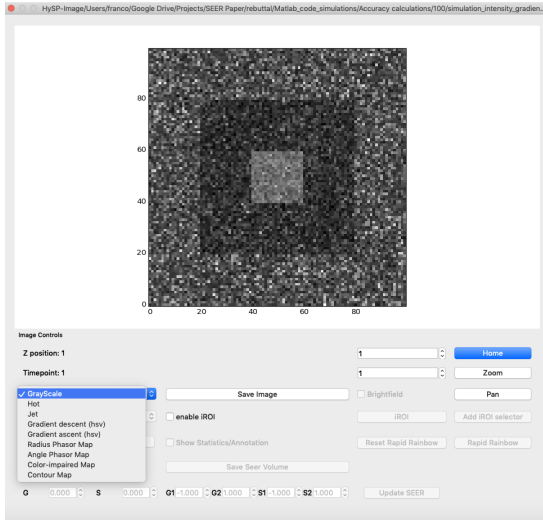 HySP-Image/Users/franco/Google Drive/Projects/SEER Paper/rebuttal/Matlab_code_simulations/Accuracy calculations/100/simulation_intensity_gradien...
80
60
40
20
0
0 20 40 60 80
Image Controls
Z position: 1 1 Home
Timepoint: 1 1 Zoom
✓ GrayScale Save Image Brightfield Pan
Hot
Jet enable iROI iROI Add iROI selector
Gradient descent (hsv)
Gradient ascent (hsv)
Radius Phasor Map Show Statistics/Annotation Reset Rapid Rainbow Rapid Rainbow
Angle Phasor Map
Color-impaired Map Save Seer Volume
Contour Map
G 0.000 S 0.000 G1 -1.000 G2 1.000 S1 -1.000 S2 1.000 Update SEER